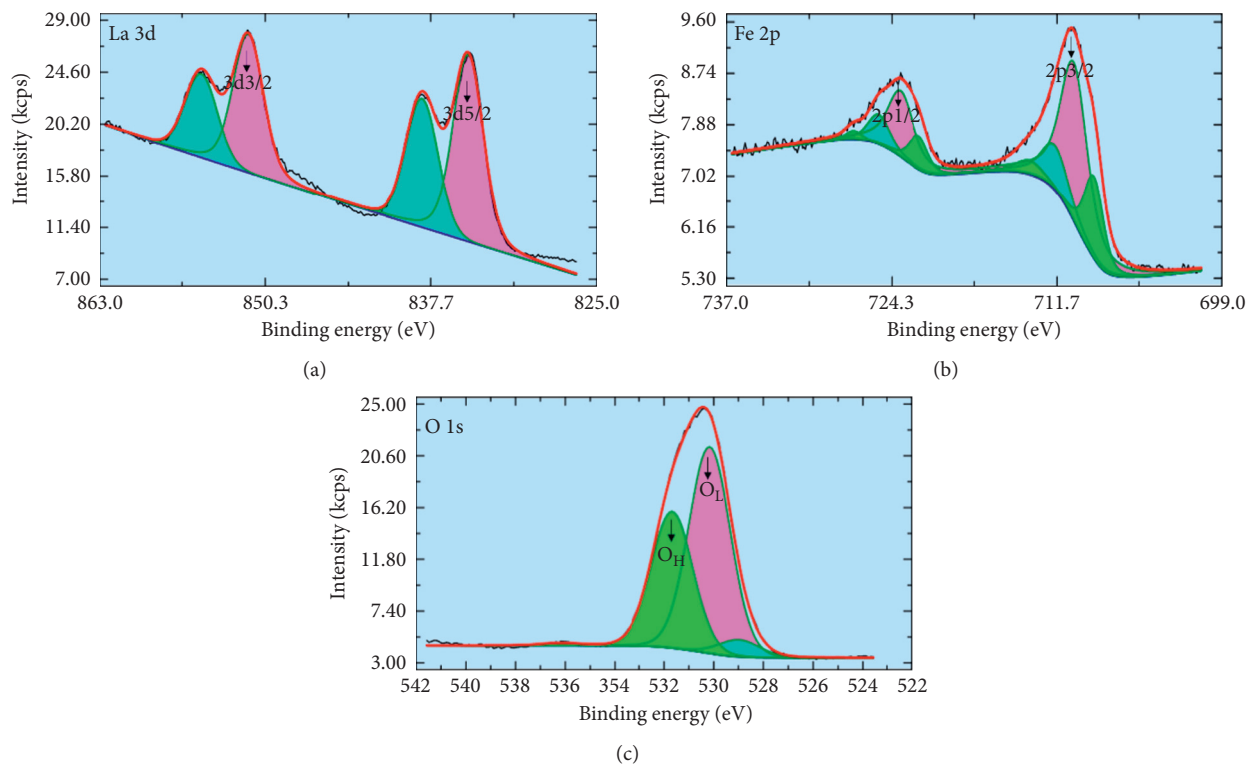 La 3d
3d3/2
3d5/2
Intensity (kcps)
29.00
24.60
20.20
15.80
11.40
7.00
863.0 850.3 837.7 825.0
Binding energy (eV)
(a)
Fe 2p
2p1/2
2p3/2
Intensity (kcps)
9.60
8.74
7.88
7.02
6.16
5.30
737.0 724.3 711.7 699.0
Binding energy (eV)
(b)
O 1s
O_H
O_L
Intensity (kcps)
25.00
20.60
16.20
11.80
7.40
3.00
542 540 538 536 534 532 530 528 526 524 522
Binding energy (eV)
(c)